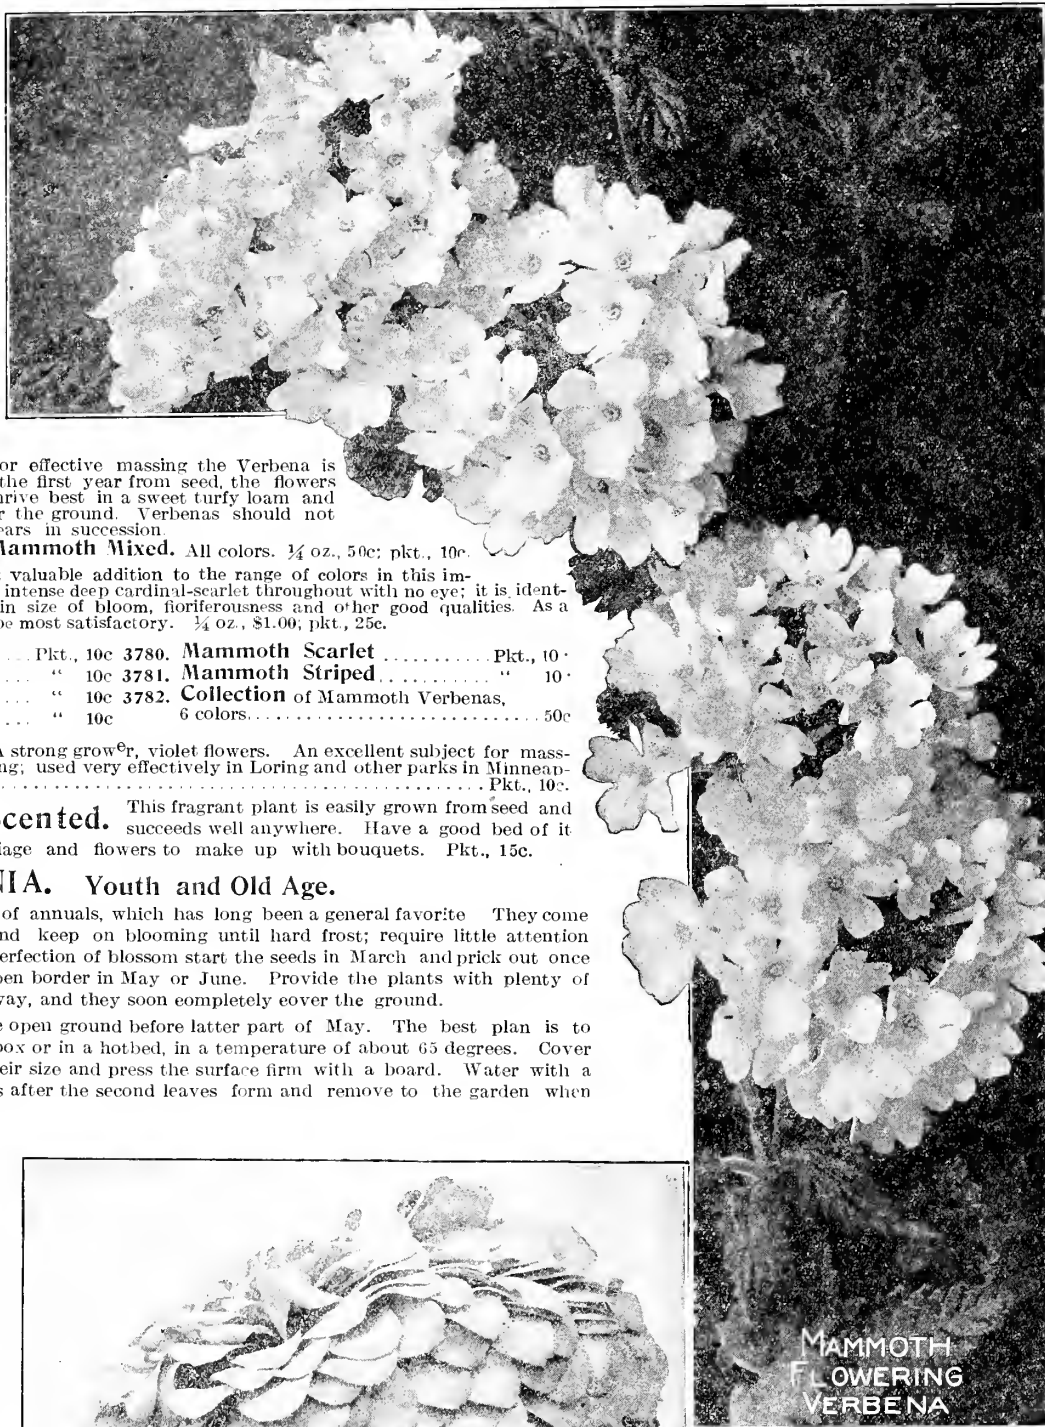 or effective massing the Verbena is
the first year from seed, the flowers
hrive best in a sweet turfy loam and
r the ground. Verbenas should not
ears in succession.
Mammoth Mixed. All colors. ¼ oz., 50c; pkt., 10c.
valuable addition to the range of colors in this im-
intense deep cardinal-scarlet throughout with no eye; it is ident-
in size of bloom, floriferousness and other good qualities. As a
be most satisfactory. ¼ oz., $1.00; pkt., 25c.
.... Pkt., 10c 3780. Mammoth Scarlet ........... Pkt., 10
.... “ 10c 3781. Mammoth Striped........... “ 10
.... “ 10c 3782. Collection of Mammoth Verbenas,
.... “ 10c 6 colors............................ 50c
A strong grower, violet flowers. An excellent subject for mass-
ng; used very effectively in Loring and other parks in Minneap-
................................................ Pkt., 10c.
scented. This fragrant plant is easily grown from seed and
succeeds well anywhere. Have a good bed of it
iage and flowers to make up with bouquets. Pkt., 15c.
NIA. Youth and Old Age.
of annuals, which has long been a general favorite They come
nd keep on blooming until hard frost; require little attention
erfection of blossom start the seeds in March and prick out once
pen border in May or June. Provide the plants with plenty of
way, and they soon completely cover the ground.
e open ground before latter part of May. The best plan is to
box or in a hotbed, in a temperature of about 65 degrees. Cover
eir size and press the surface firm with a board. Water with a
s after the second leaves form and remove to the garden when
MAMMOTH
FLOWERING
VERBENA